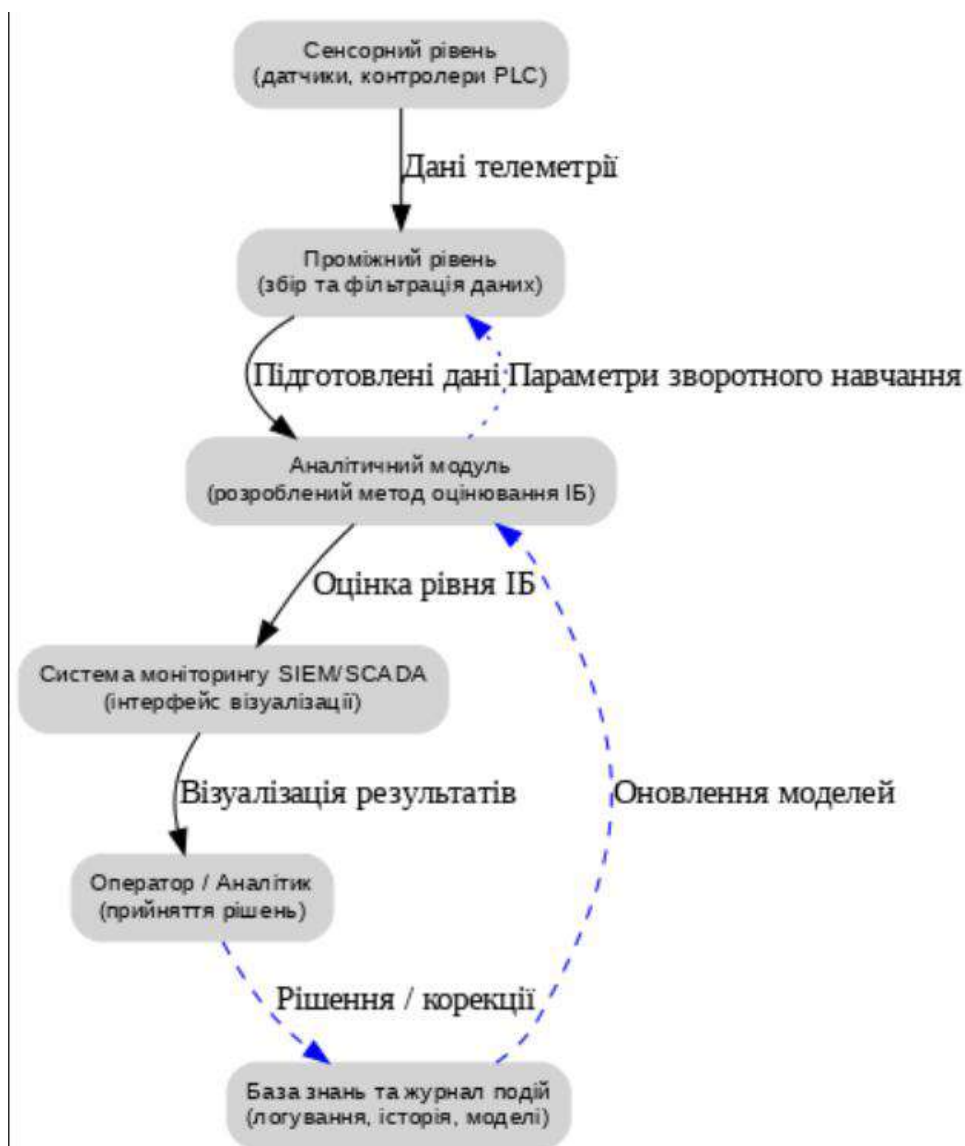 Сенсорний рівень
(датчики, контролери PLC)
Дані телеметрії
Проміжний рівень
(збір та фільтрація даних)
Підготовлені дані
Параметри зворотного навчання
Аналітичний модуль
(розроблений метод оцінювання ІБ)
Оцінка рівня ІБ
Система моніторингу SIEM/SCADA
(інтерфейс візуалізації)
Візуалізація результатів
Оновлення моделей
Оператор / Аналітик
(прийняття рішень)
Рішення / корекції
База знань та журнал подій
(логування, історія, моделі)